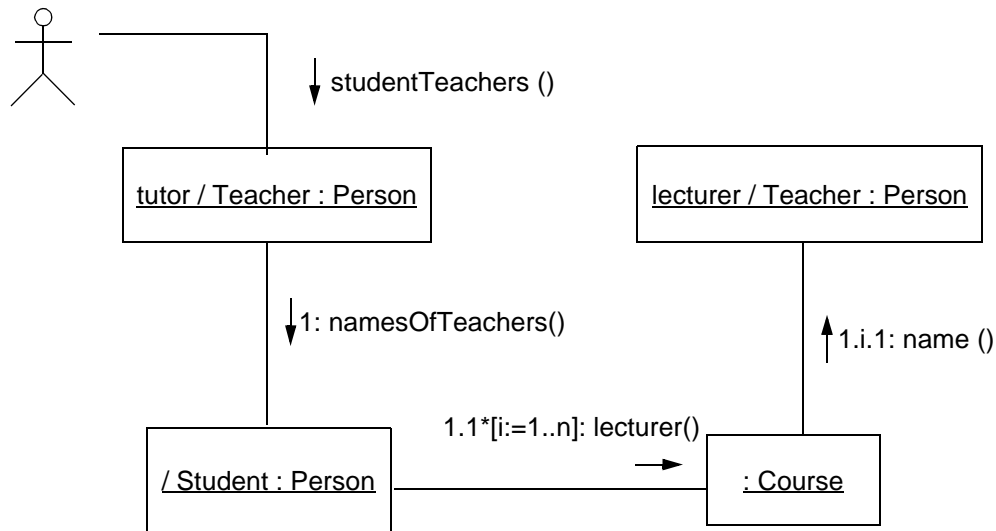 studentTeachers ()
tutor / Teacher : Person
lecturer / Teacher : Person
1: namesOfTeachers()
1.i.1: name ()
1.1*[i:=1..n]: lecturer()
/ Student : Person
: Course